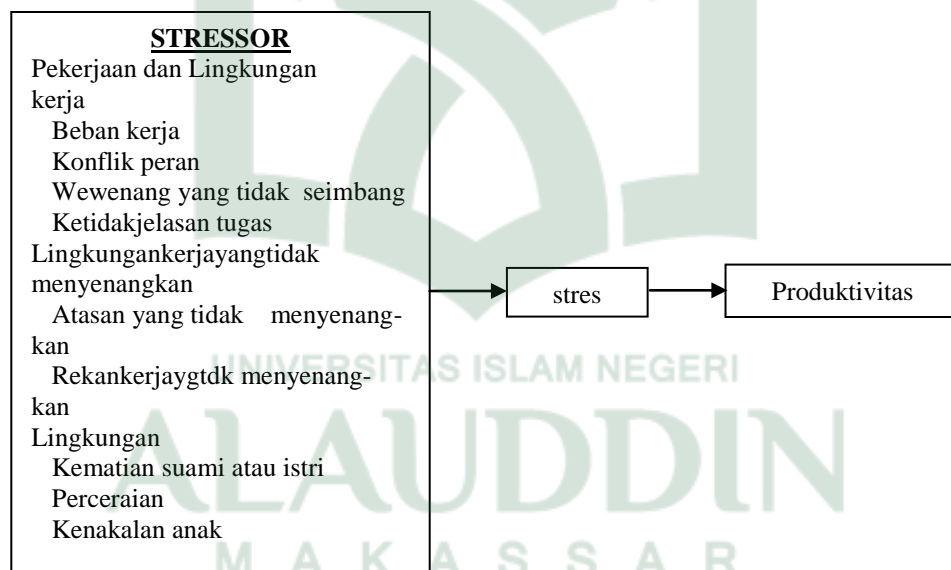 STRESSOR
Pekerjaan dan Lingkungan
kerja
Beban kerja
Konflik peran
Wewenang yang tidak seimbang
Ketidakjelasan tugas
Lingkungankerjayangtidak
menyenangkan
Atasan yang tidak menyenang-
kan
Rekankerjaygtdk menyenang-
kan
Lingkungan
Kematian suami atau istri
Perceraian
Kenakalan anak
stres
Produktivitas
UNIVERSITAS ISLAM NEGERI
ALAUDDIN
MAKASSAR